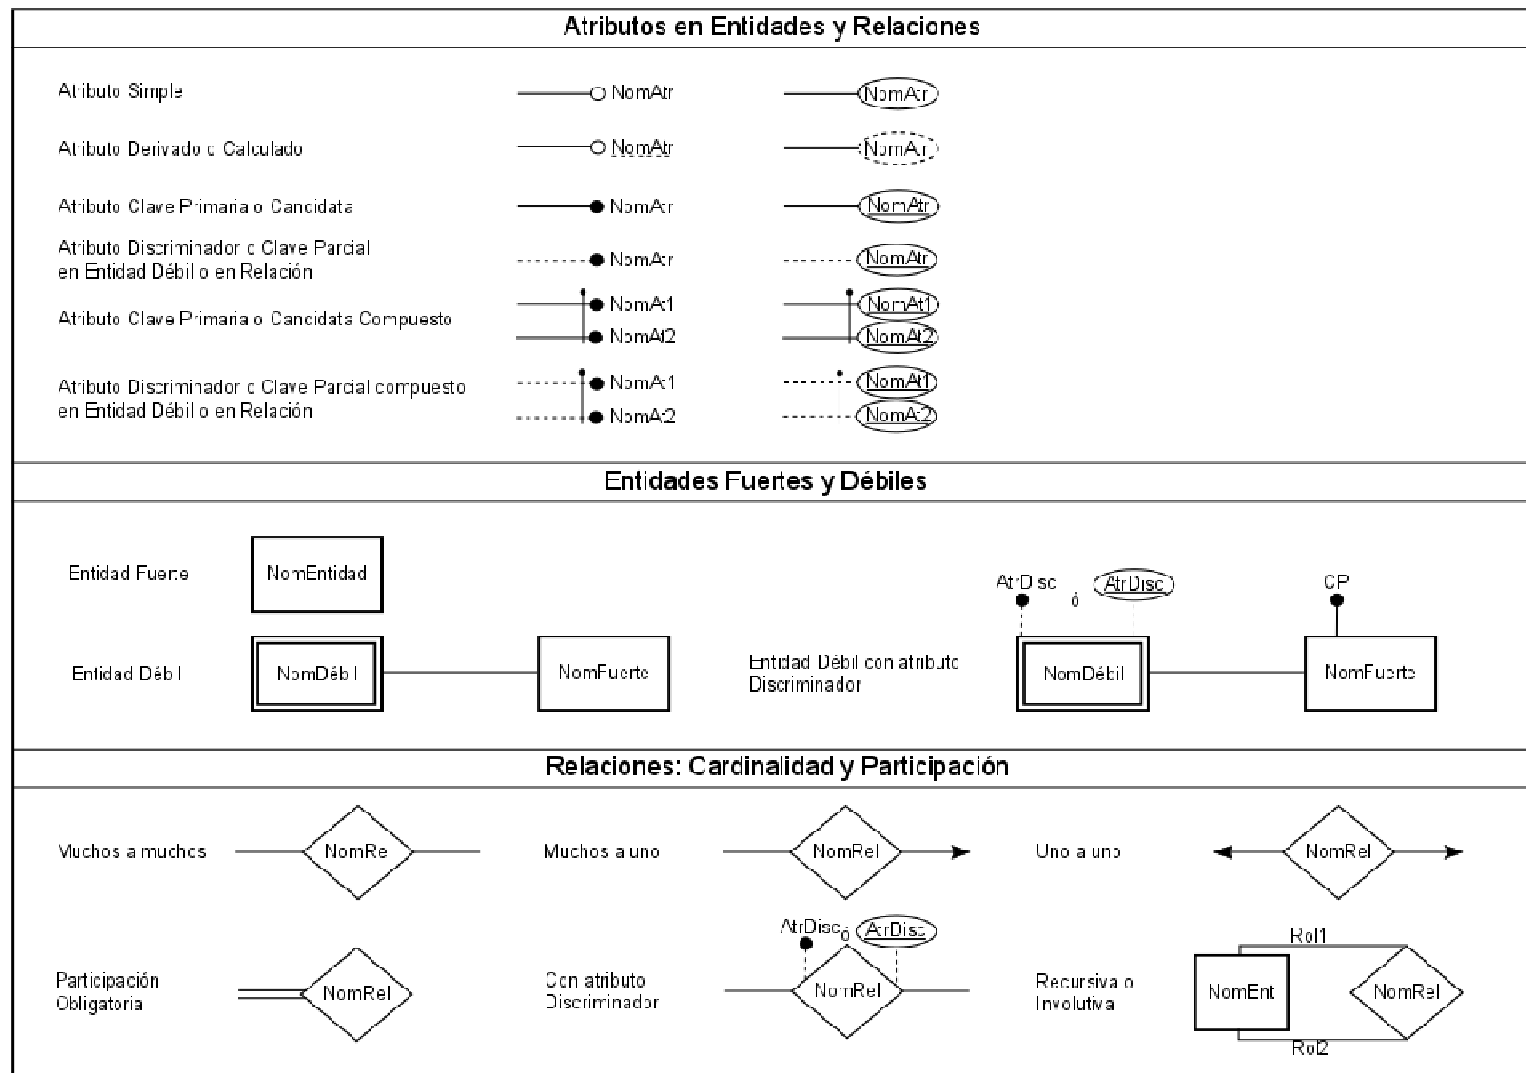 Atributos en Entidades y Relaciones
Atributo Simple
NomAtr
NomAtr
Atributo Derivado o Calculado
NomAtr
NomAtr
Atributo Clave Primaria o Candidata
NomAtr
NomAtr
Atributo Discriminador o Clave Parcial
en Entidad Débil o en Relación
NomAtr
NomAtr
Atributo Clave Primaria o Candidata Compuesto
NomAt1
NomAt2
NomAt1
NomAt2
Atributo Discriminador o Clave Parcial compuesto
en Entidad Débil o en Relación
NomAt1
NomAt2
NomAt1
NomAt2
Entidades Fuertes y Débiles
Entidad Fuerte
NomEntidad
Entidad Débil
NomDébil
NomFuerte
Entidad Débil con atributo
Discriminador
AtrDisc ó AtrDisc
CP
NomDébil
NomFuerte
Relaciones: Cardinalidad y Participación
Muchos a muchos
NomRe
Muchos a uno
NomRel
Uno a uno
NomRel
Participación
Obligatoria
NomRel
Con atributo
Discriminador
AtrDisc ó AtrDisc
NomRel
Recursiva o
Involutiva
Rol1
NomEnt
NomRel
Rol2